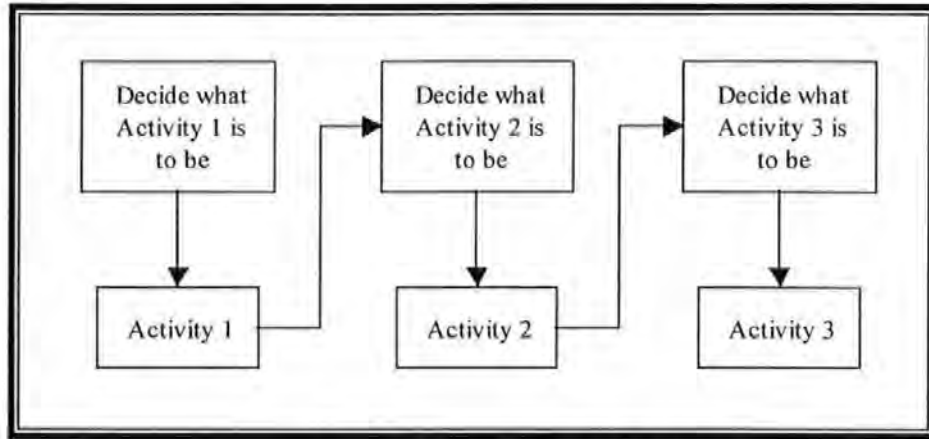 Decide what
Activity 1 is
to be
Decide what
Activity 2 is
to be
Decide what
Activity 3 is
to be
Activity 1
Activity 2
Activity 3